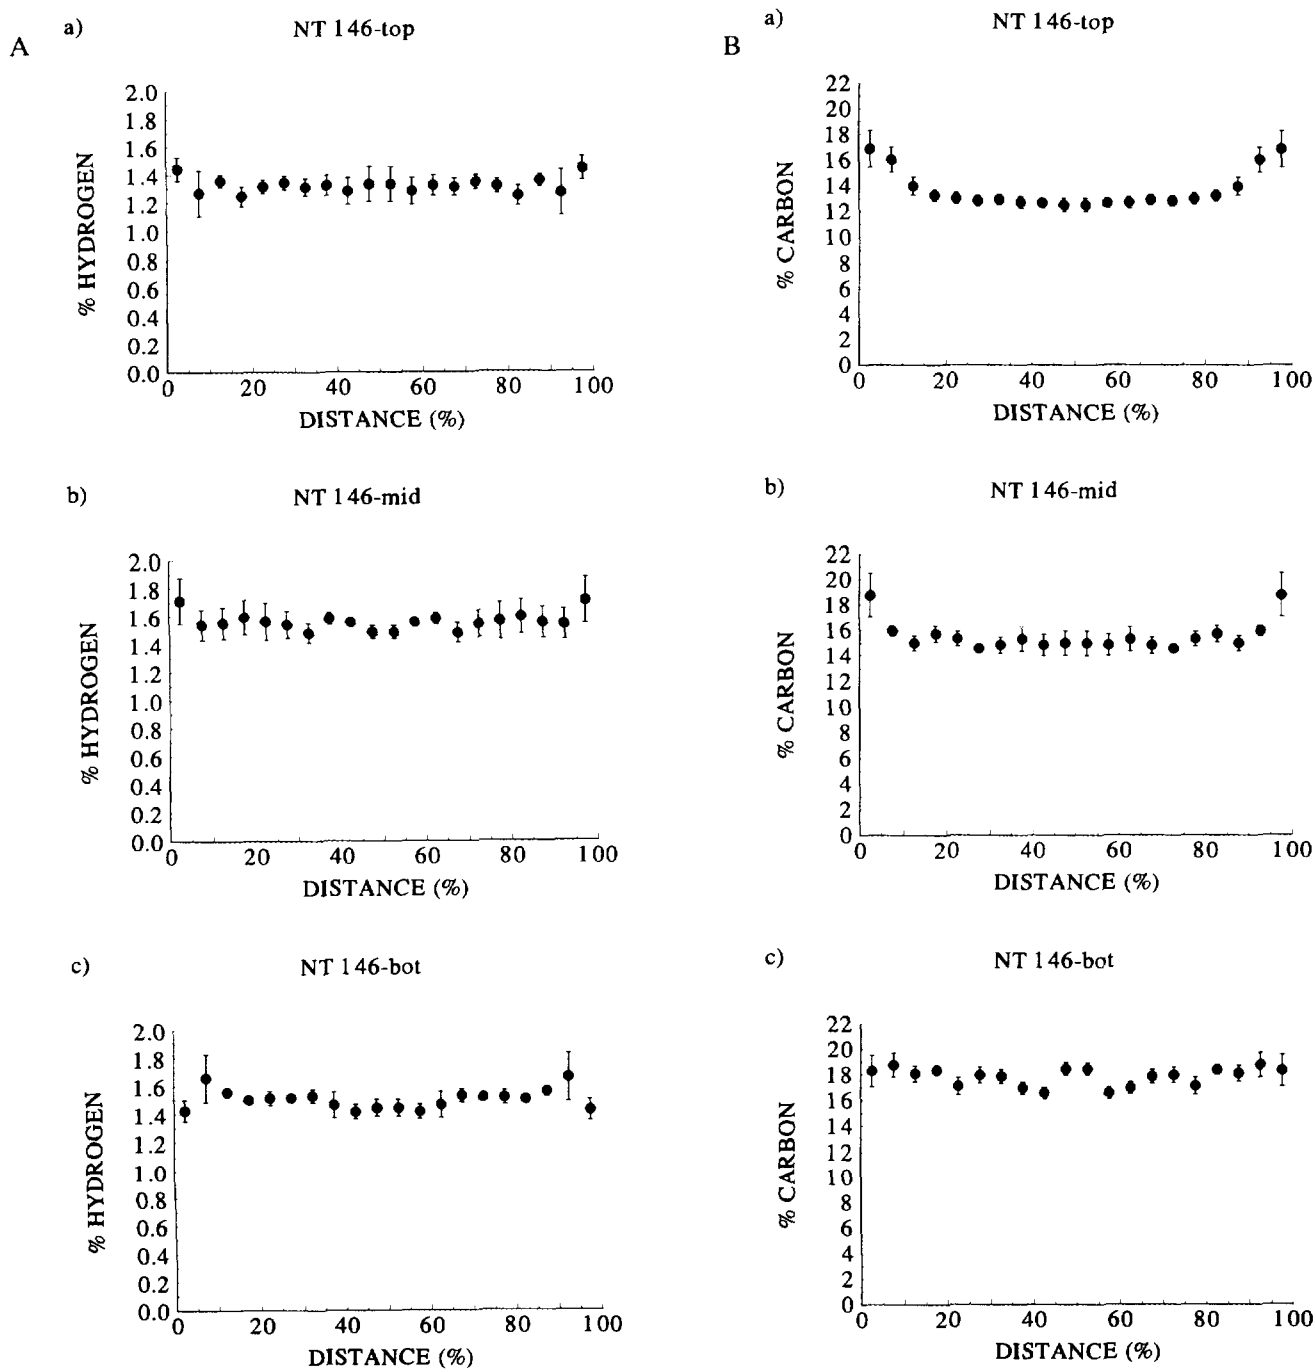 A
a)
NT 146-top
2.0
1.8
1.6
1.4
1.2
1.0
0.8
0.6
0.4
0.2
0.0
% HYDROGEN
0 20 40 60 80 100
DISTANCE (%)
b)
NT 146-mid
2.0
1.8
1.6
1.4
1.2
1.0
0.8
0.6
0.4
0.2
0.0
% HYDROGEN
0 20 40 60 80 100
DISTANCE (%)
c)
NT 146-bot
2.0
1.8
1.6
1.4
1.2
1.0
0.8
0.6
0.4
0.2
0.0
% HYDROGEN
0 20 40 60 80 100
DISTANCE (%)
B
a)
NT 146-top
22
20
18
16
14
12
10
8
6
4
2
0
% CARBON
0 20 40 60 80 100
DISTANCE (%)
b)
NT 146-mid
22
20
18
16
14
12
10
8
6
4
2
0
% CARBON
0 20 40 60 80 100
DISTANCE (%)
c)
NT 146-bot
22
20
18
16
14
12
10
8
6
4
2
0
% CARBON
0 20 40 60 80 100
DISTANCE (%)